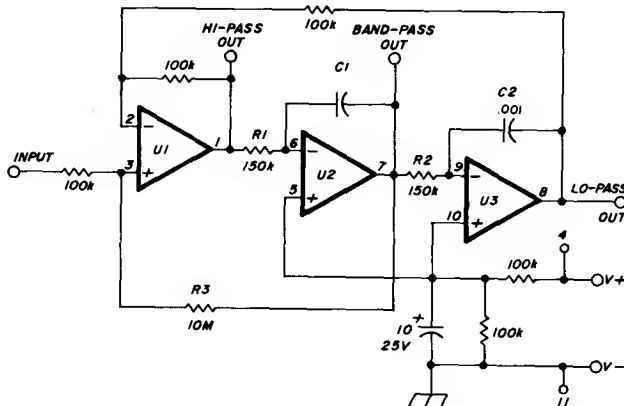 100k
HI-PASS
OUT
BAND-PASS
OUT
100k
C1
C2
.001
2
−
U1
1
R1
150k
6
−
U2
7
R2
150k
9
−
U3
8
LO-PASS
OUT
INPUT
100k
3
+
5
+
10
+
4
100k
V+
R3
10M
+
10
25V
100k
V−
11